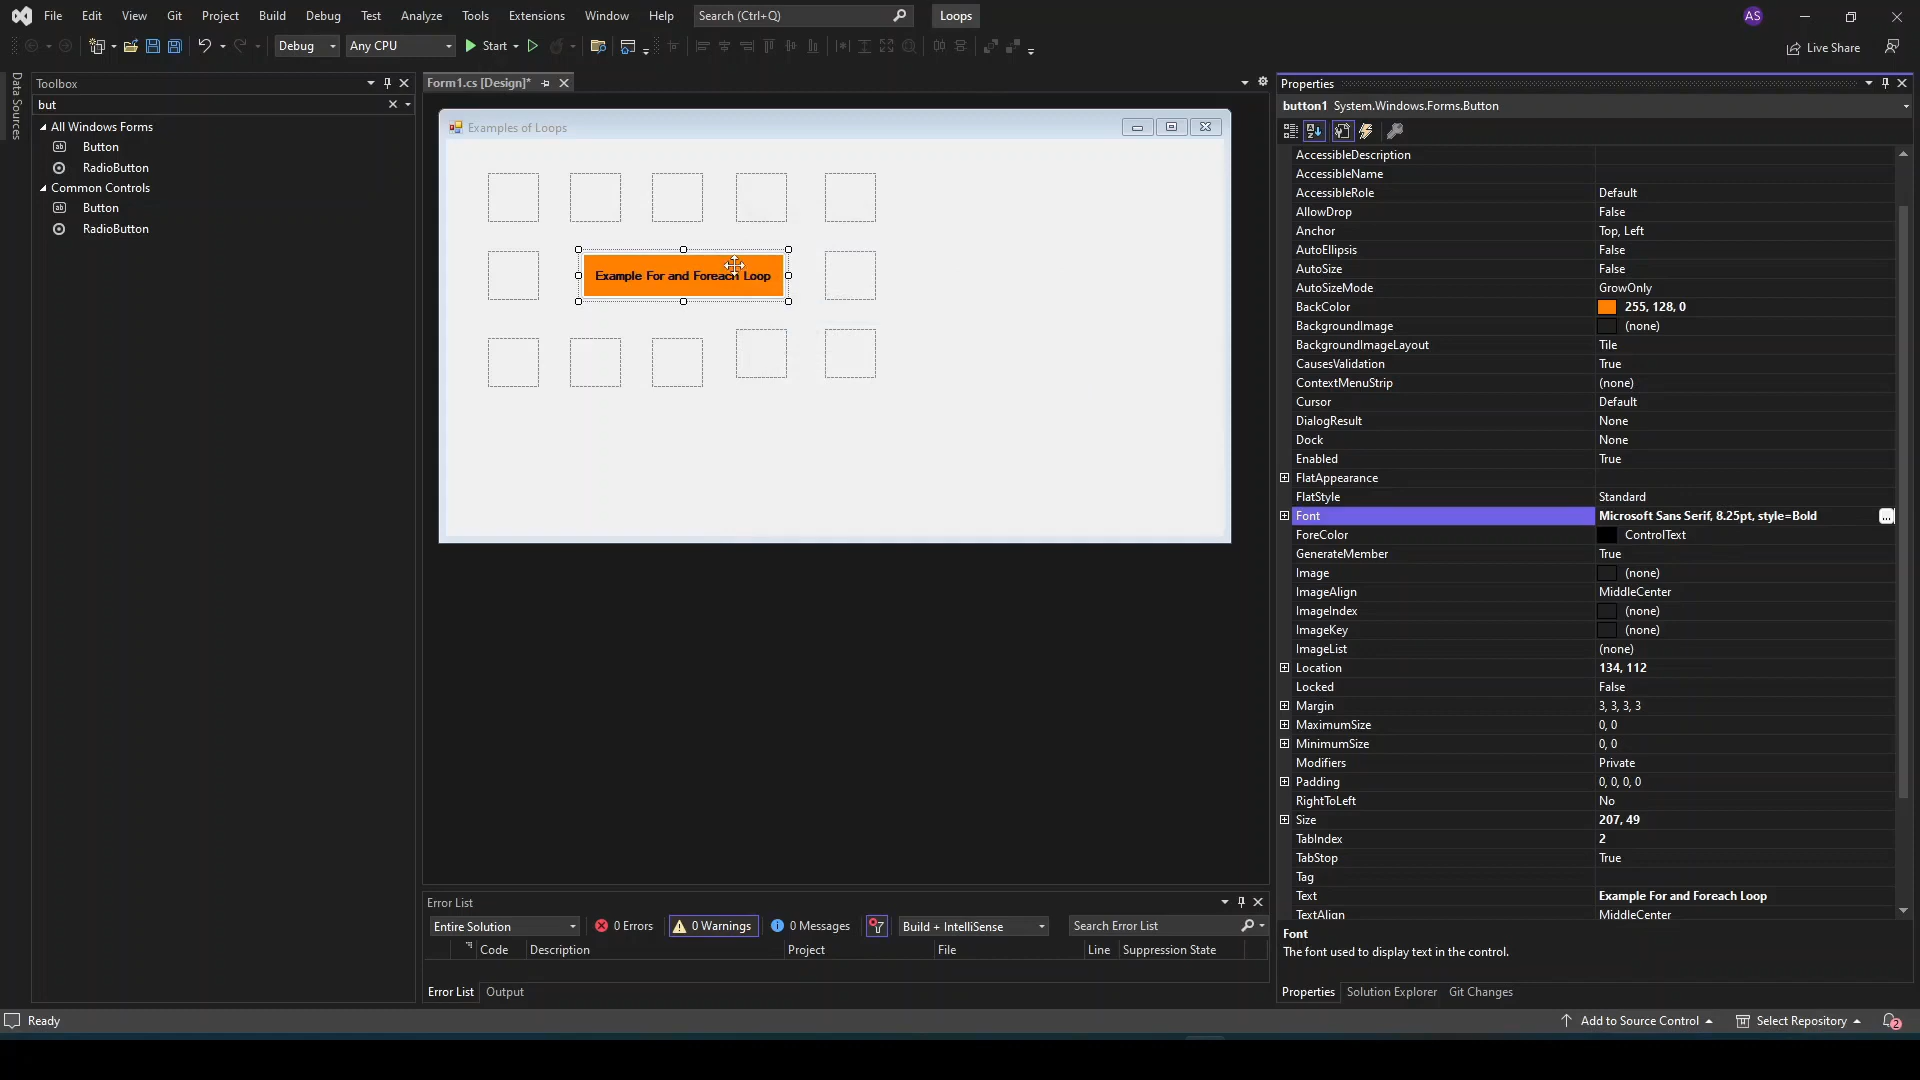 File Edit View Git Project Build Debug Test Analyze Tools Extensions Window Help Search (Ctrl+Q) Loops AS
Debug Any CPU Start Live Share
Data Sources
Toolbox
but
All Windows Forms
Button
RadioButton
Common Controls
Button
RadioButton
Form1.cs [Design]*
Examples of Loops
Example For and Foreach Loop
Properties
button1 System.Windows.Forms.Button
AccessibleDescription
AccessibleName
AccessibleRole Default
AllowDrop False
Anchor Top, Left
AutoEllipsis False
AutoSize False
AutoSizeMode GrowOnly
BackColor 255, 128, 0
BackgroundImage (none)
BackgroundImageLayout Tile
CausesValidation True
ContextMenuStrip (none)
Cursor Default
DialogResult None
Dock None
Enabled True
FlatAppearance
FlatStyle Standard
Font Microsoft Sans Serif, 8.25pt, style=Bold ...
ForeColor ControlText
GenerateMember True
Image (none)
ImageAlign MiddleCenter
ImageIndex (none)
ImageKey (none)
ImageList (none)
Location 134, 112
Locked False
Margin 3, 3, 3, 3
MaximumSize 0, 0
MinimumSize 0, 0
Modifiers Private
Padding 0, 0, 0, 0
RightToLeft No
Size 207, 49
TabIndex 2
TabStop True
Tag
Text Example For and Foreach Loop
TextAlign MiddleCenter
Font
The font used to display text in the control.
Properties Solution Explorer Git Changes
Error List
Entire Solution 0 Errors 0 Warnings 0 Messages Build + IntelliSense Search Error List
Code Description Project File Line Suppression State
Error List Output
Ready Add to Source Control Select Repository 2